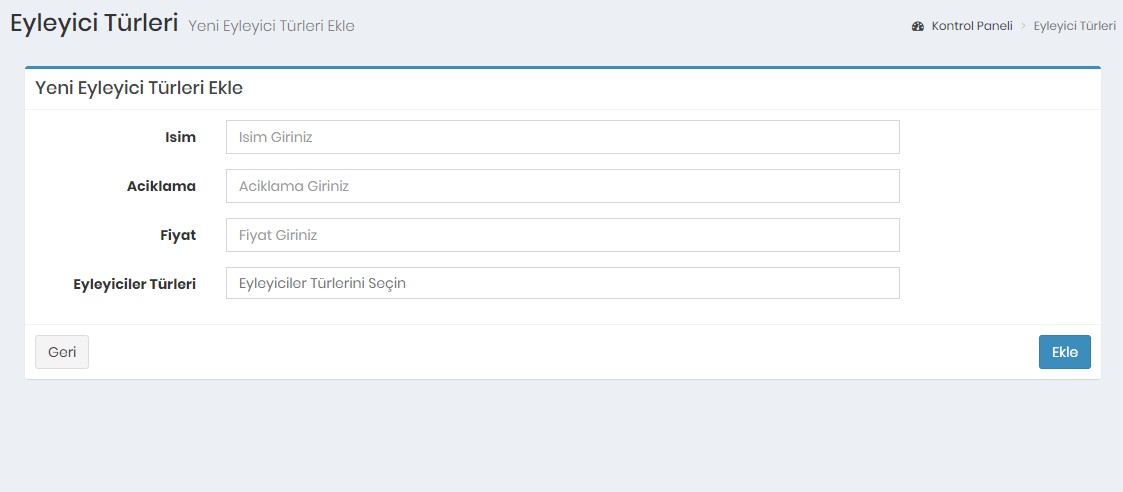 Eyleyici Türleri Yeni Eyleyici Türleri Ekle
Kontrol Paneli > Eyleyici Türleri
Yeni Eyleyici Türleri Ekle
Isim Isim Giriniz
Aciklama Aciklama Giriniz
Fiyat Fiyat Giriniz
Eyleyiciler Türleri Eyleyiciler Türlerini Seçin
Geri Ekle